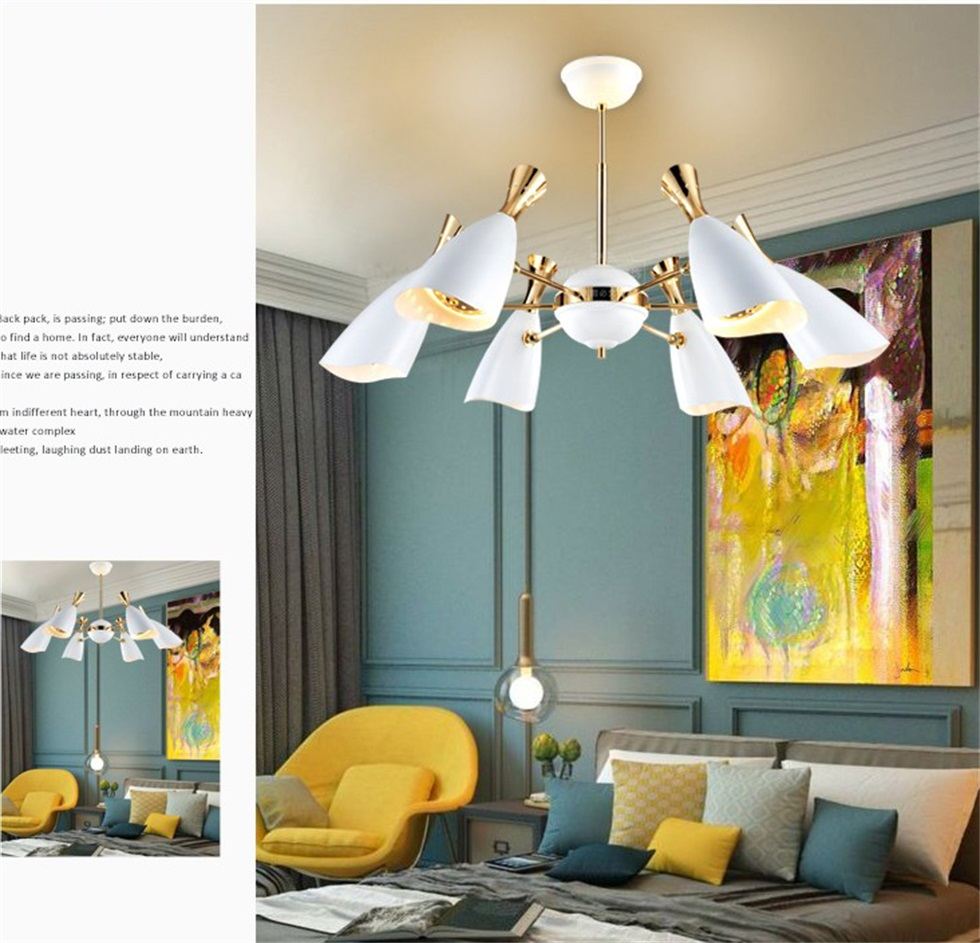 Back pack, is passing; put down the burden,
o find a home. In fact, everyone will understand
hat life is not absolutely stable,
ince we are passing, in respect of carrying a ca
m indifferent heart, through the mountain heavy
water complex
leeting, laughing dust landing on earth.